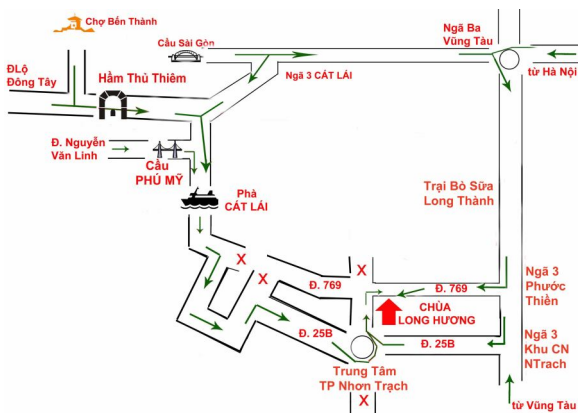 Chợ Bến Thành
Cầu Sài Gòn
Ngã Ba
Vũng Tàu
từ Hà Nội
Ngã 3 CÁT LÁI
ĐLộ
Đông Tây
Hầm Thủ Thiêm
Đ. Nguyễn
Văn Linh
Cầu
PHÚ MỸ
Phà
CÁT LÁI
Trại Bò Sữa
Long Thành
X
X
X
Đ. 769
Đ. 769
Ngã 3
Phước
Thiền
CHÙA
LONG HƯƠNG
Đ. 25B
Đ. 25B
Ngã 3
Khu CN
NTrach
Trung Tâm
TP Nhơn Trạch
X
từ Vũng Tàu